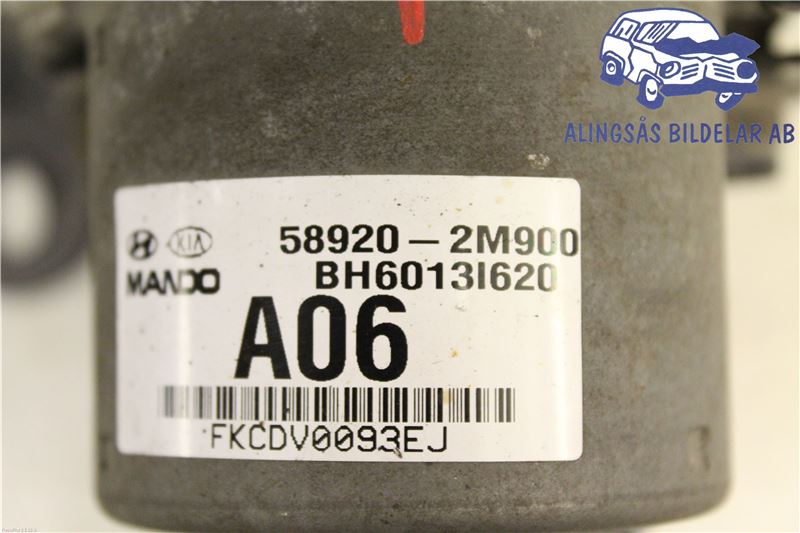 ALINGSÅS BILDELAR AB
KIA 58920-2M900
MANDO BH6013I620
A06
FKCDV0093EJ